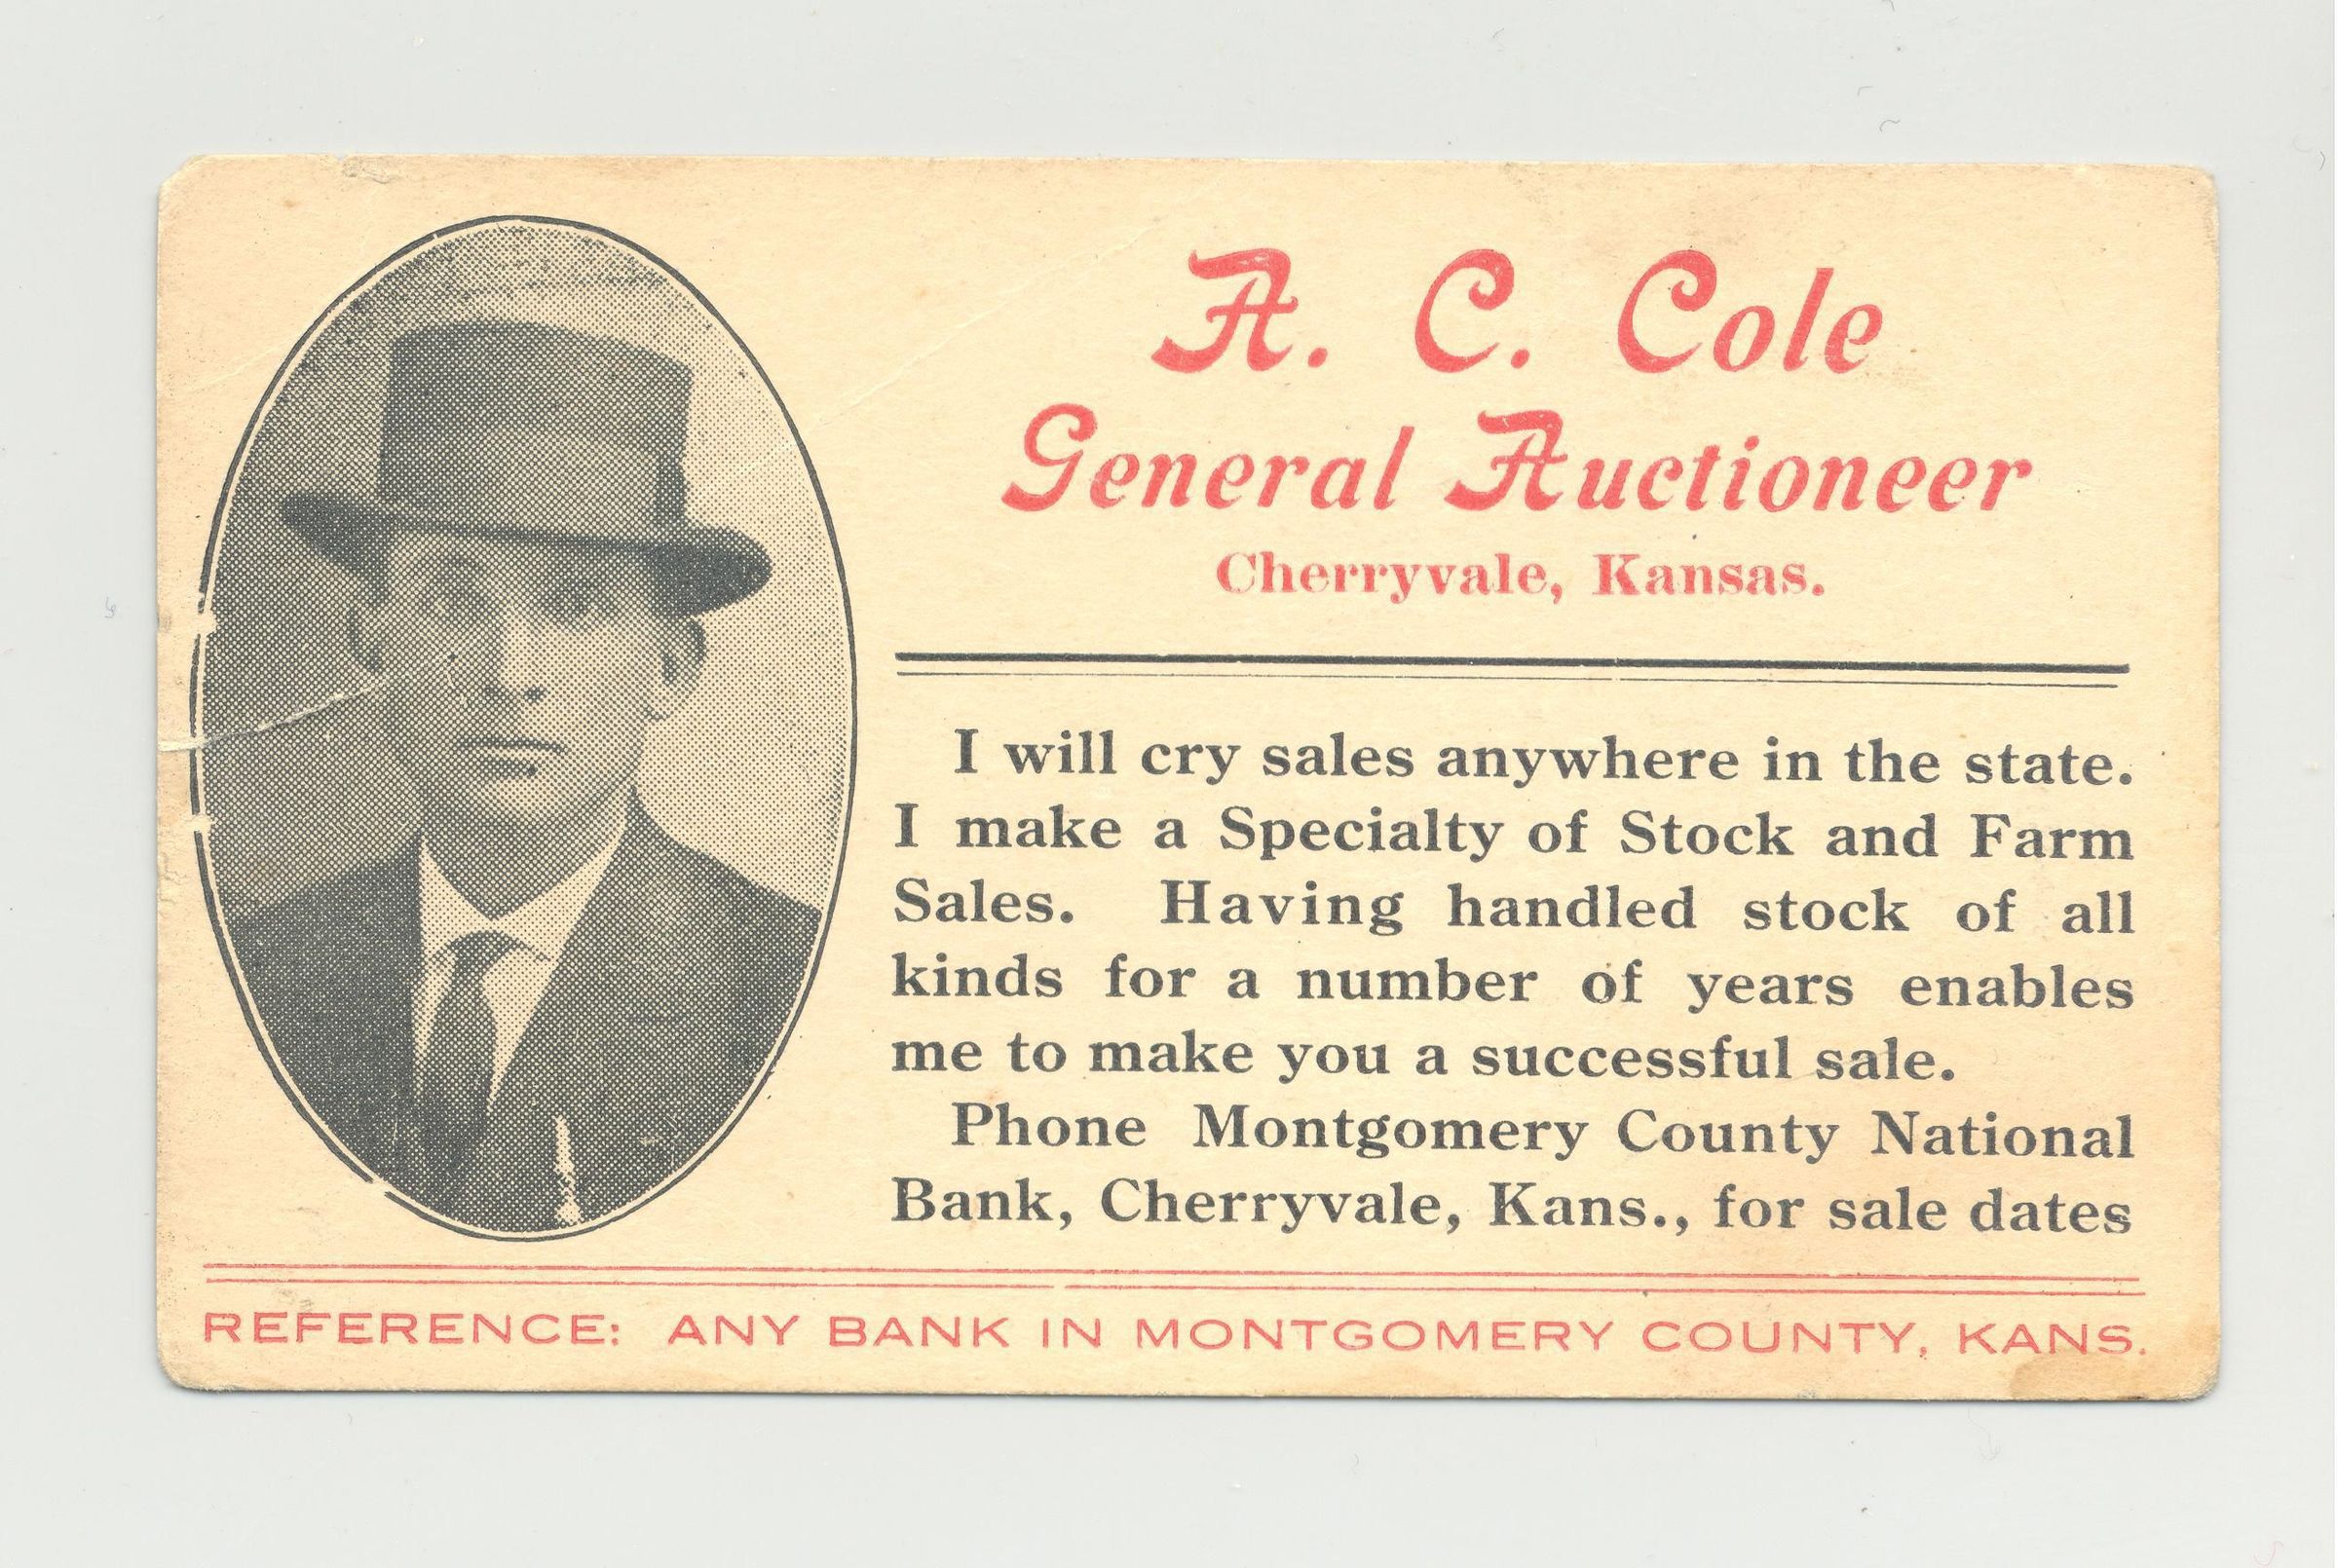 A. C. Cole
General Auctioneer
Cherryvale, Kansas.
I will cry sales anywhere in the state.
I make a Specialty of Stock and Farm
Sales. Having handled stock of all
kinds for a number of years enables
me to make you a successful sale.
Phone Montgomery County National
Bank, Cherryvale, Kans., for sale dates
REFERENCE: ANY BANK IN MONTGOMERY COUNTY, KANS.